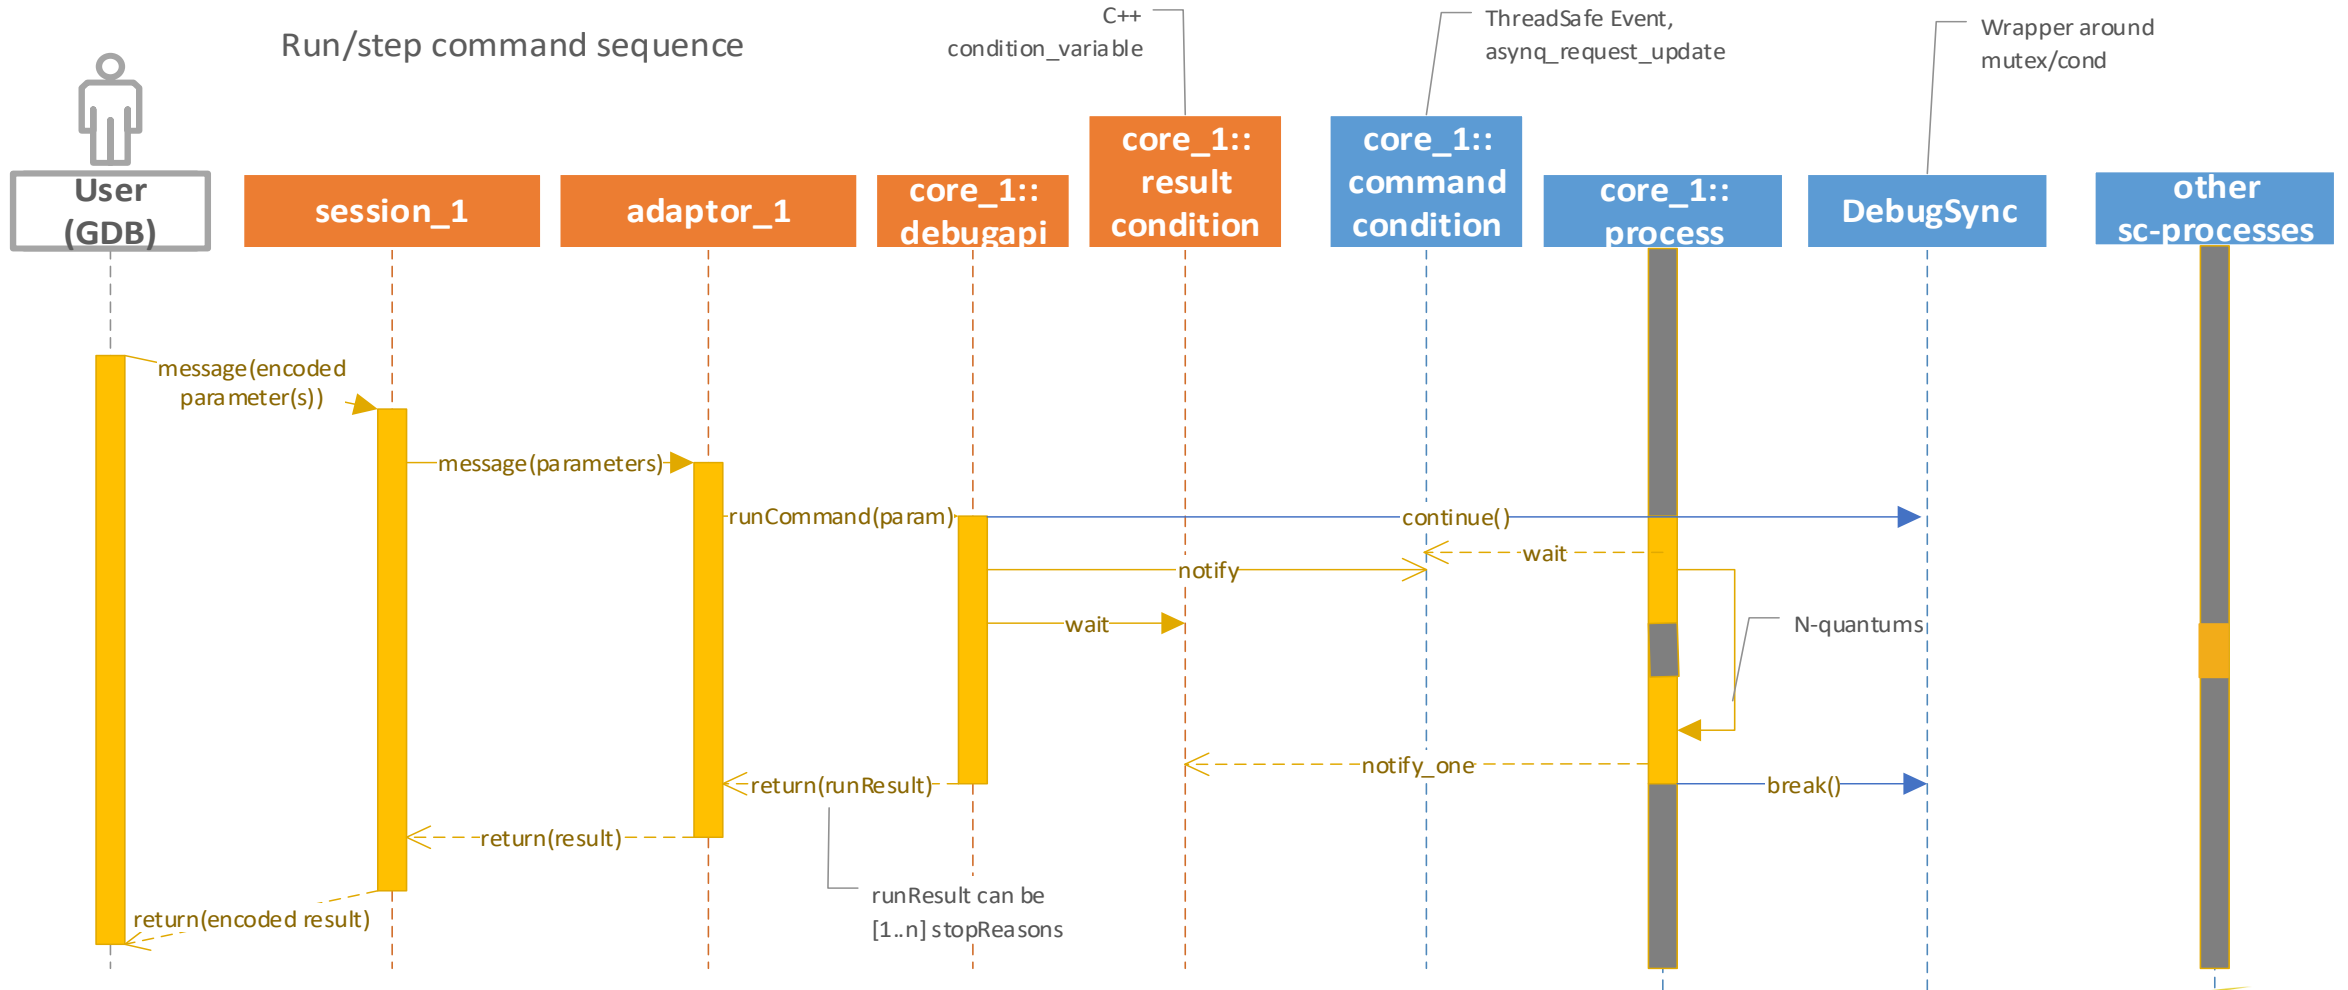 Run/step command sequence
C++
condition_variable
ThreadSafe Event,
asynq_request_update
Wrapper around
mutex/cond
User
(GDB)
session_1
adaptor_1
core_1::
debugapi
core_1::
result
condition
core_1::
command
condition
core_1::
process
DebugSync
other
sc-processes
message(encoded
parameter(s))
message(parameters)
runCommand(param)
continue()
wait
notify
wait
N-quantums
notify_one
return(runResult)
break()
return(result)
runResult can be
[1..n] stopReasons
return(encoded result)